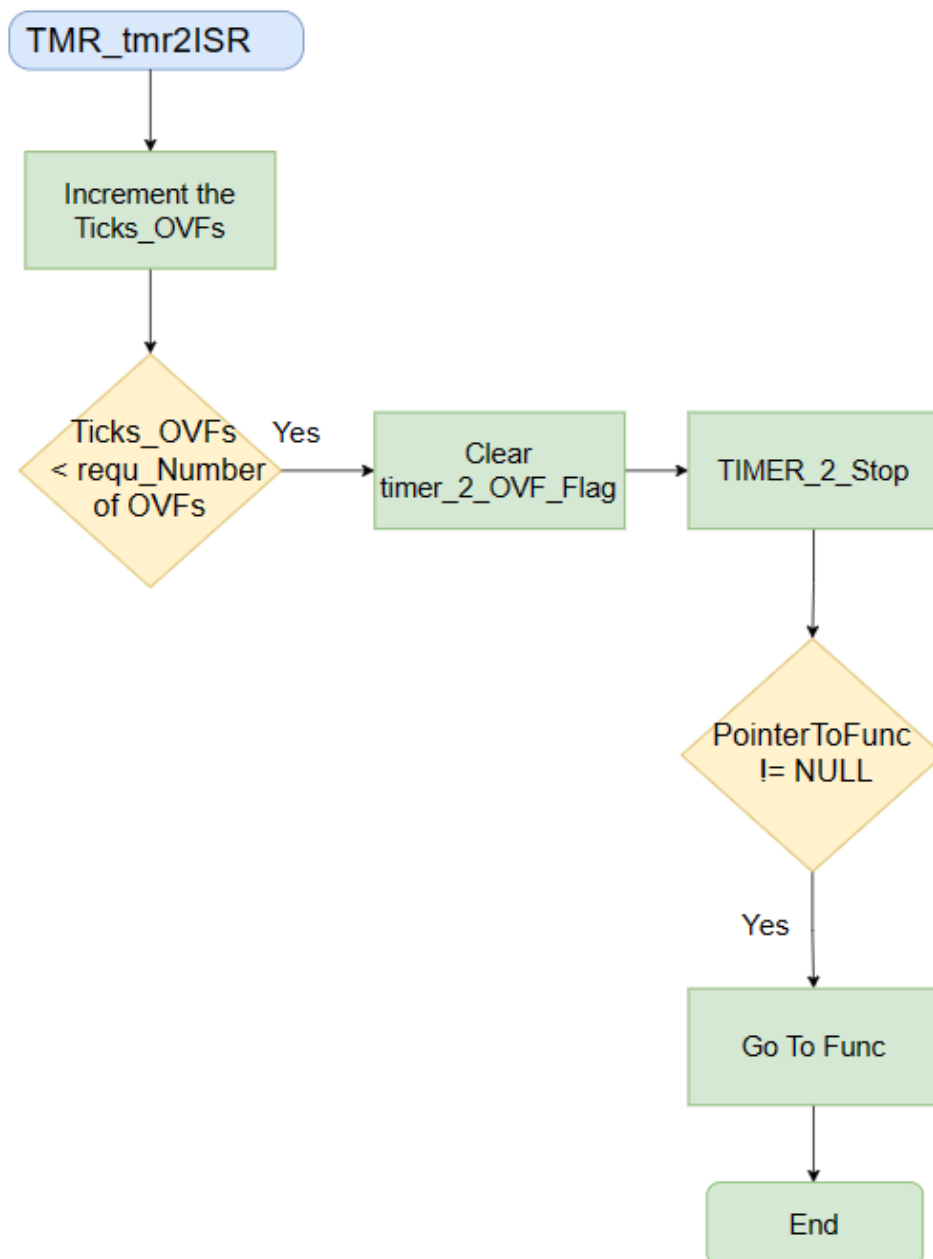 TMR_tmr2ISR
Increment the
Ticks_OVFs
Ticks_OVFs
< requ_Number
of OVFs
Yes
Clear
timer_2_OVF_Flag
TIMER_2_Stop
PointerToFunc
!= NULL
Yes
Go To Func
End